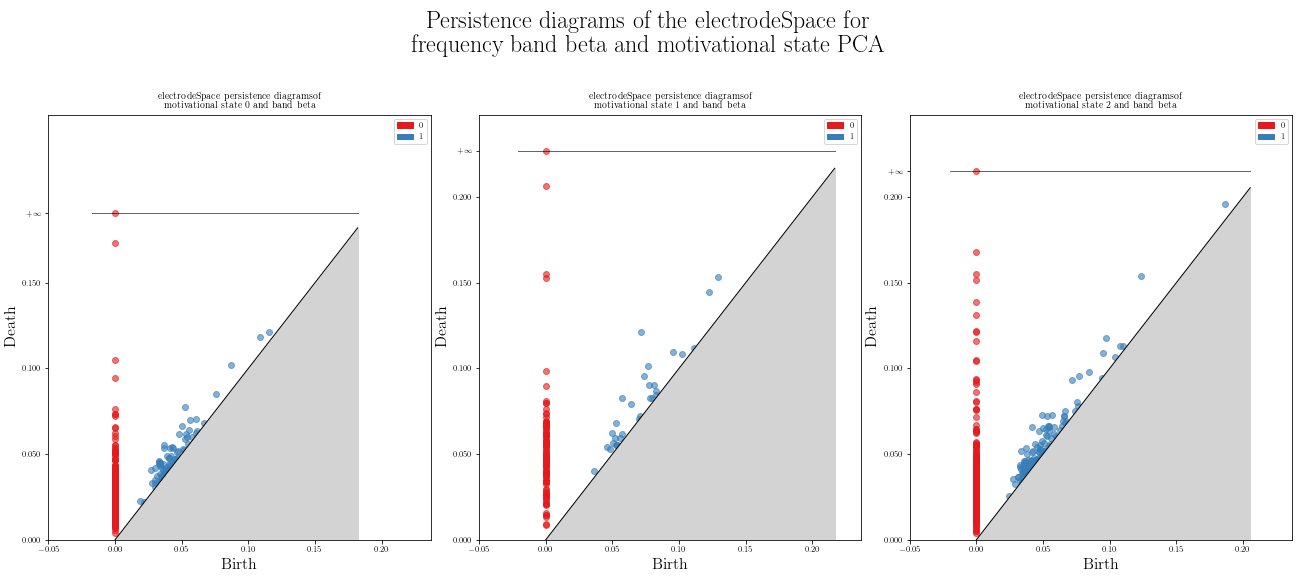 Persistence diagrams of the electrodeSpace for
frequency band beta and motivational state PCA
electrodeSpace persistence diagramsof
motivational state 0 and band beta
0
1
+∞
0.150
0.100
0.050
0.000
Death
−0.05 0.00 0.05 0.10 0.15 0.20
Birth
electrodeSpace persistence diagramsof
motivational state 1 and band beta
0
1
+∞
0.200
0.150
0.100
0.050
0.000
Death
−0.05 0.00 0.05 0.10 0.15 0.20
Birth
electrodeSpace persistence diagramsof
motivational state 2 and band beta
0
1
+∞
0.200
0.150
0.100
0.050
0.000
Death
−0.05 0.00 0.05 0.10 0.15 0.20
Birth